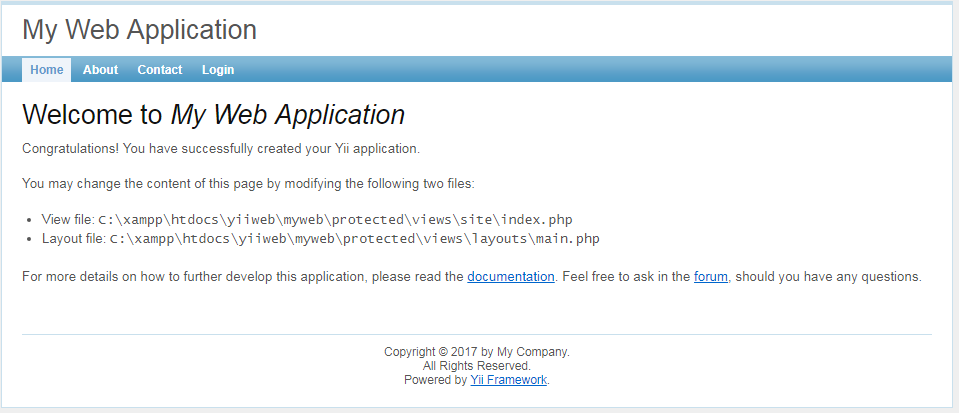 My Web Application
Home About Contact Login
Welcome to My Web Application
Congratulations! You have successfully created your Yii application.
You may change the content of this page by modifying the following two files:
• View file: C:\xampp\htdocs\yiiweb\myweb\protected\views\site\index.php
• Layout file: C:\xampp\htdocs\yiiweb\myweb\protected\views\layouts\main.php
For more details on how to further develop this application, please read the documentation. Feel free to ask in the forum, should you have any questions.
Copyright © 2017 by My Company.
All Rights Reserved.
Powered by Yii Framework.